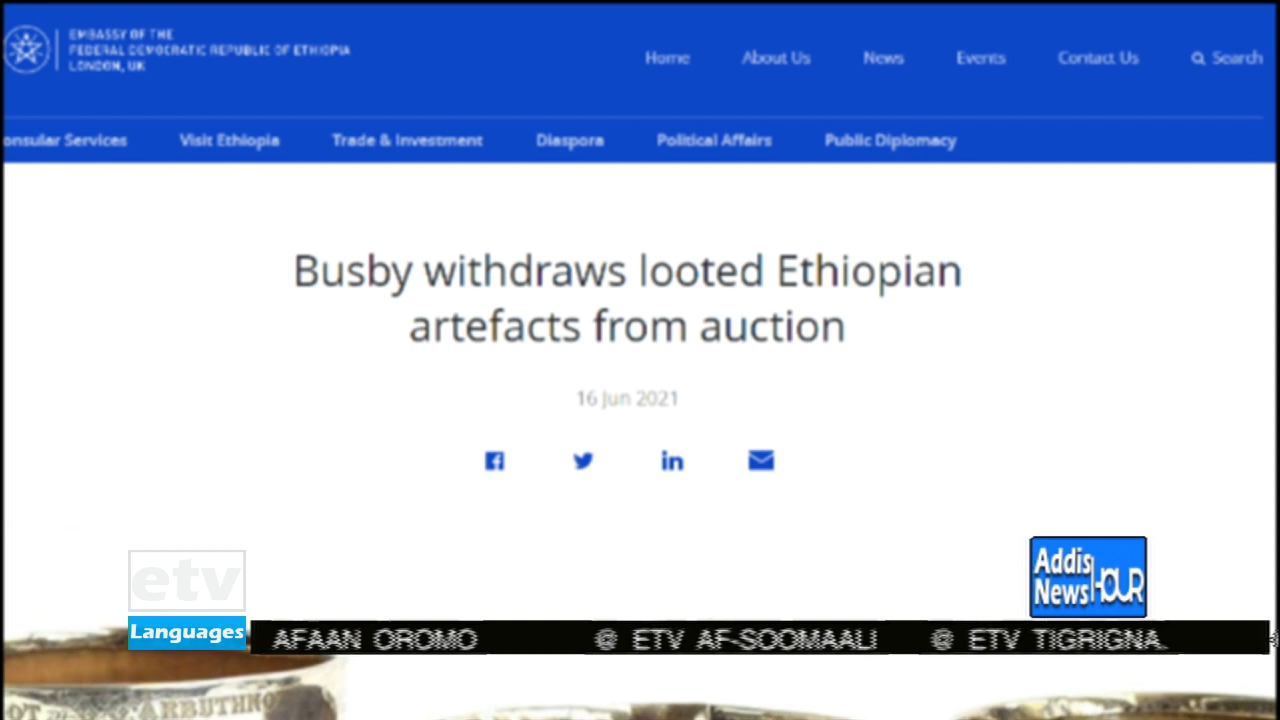 EMBASSY OF THE
FEDERAL DEMOCRATIC REPUBLIC OF ETHIOPIA
LONDON, UK
Home About Us News Events Contact Us Search
onsular Services Visit Ethiopia Trade & Investment Diaspora Political Affairs Public Diplomacy
Busby withdraws looted Ethiopian
artefacts from auction
16 Jun 2021
in
etv
Languages
Addis
News HOUR
AFAAN OROMO @ ETV AF-SOOMAALI @ ETV TIGRIGNA
ARBUTHNO